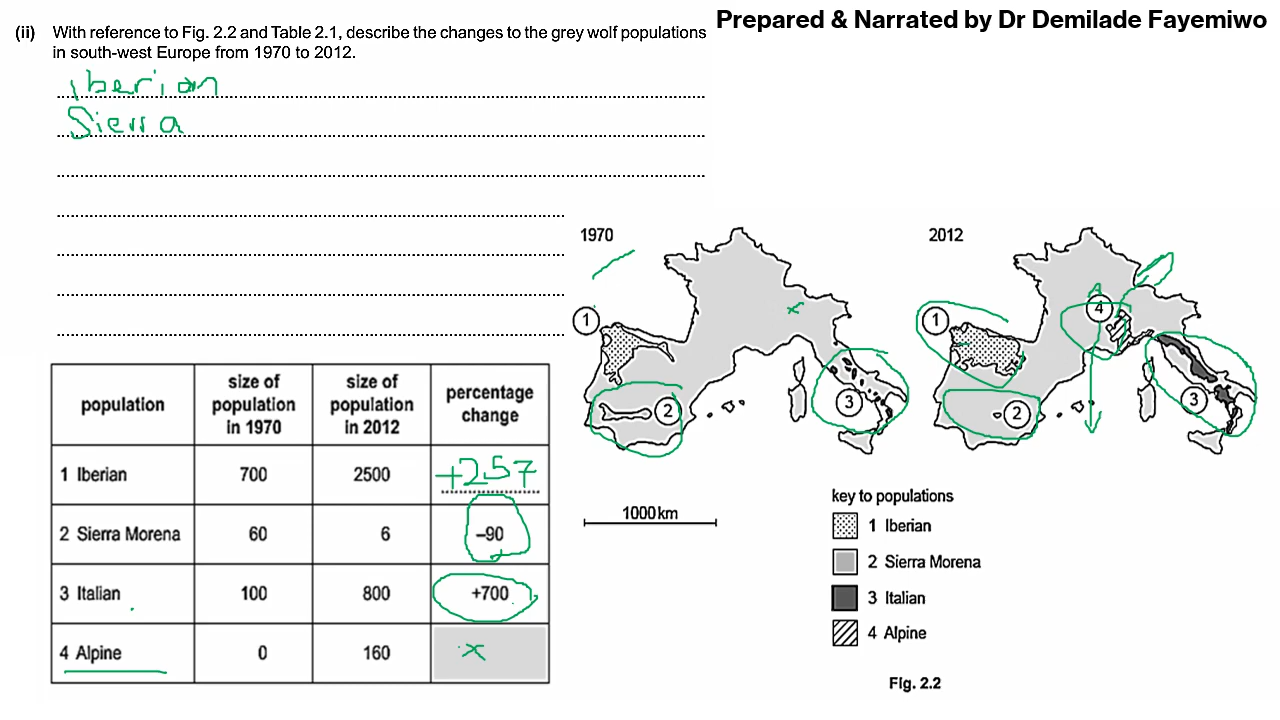 Prepared & Narrated by Dr Demilade Fayemiwo
(ii) With reference to Fig. 2.2 and Table 2.1, describe the changes to the grey wolf populations
in south-west Europe from 1970 to 2012.
Iberian
Sierra
1970
2012
1
2
3
1
2
3
A
4
population
size of
population
in 1970
size of
population
in 2012
percentage
change
1 Iberian 700 2500 +257
2 Sierra Morena 60 6 –90
3 Italian 100 800 +700
4 Alpine 0 160 x
1000 km
key to populations
1 Iberian
2 Sierra Morena
3 Italian
4 Alpine
Fig. 2.2